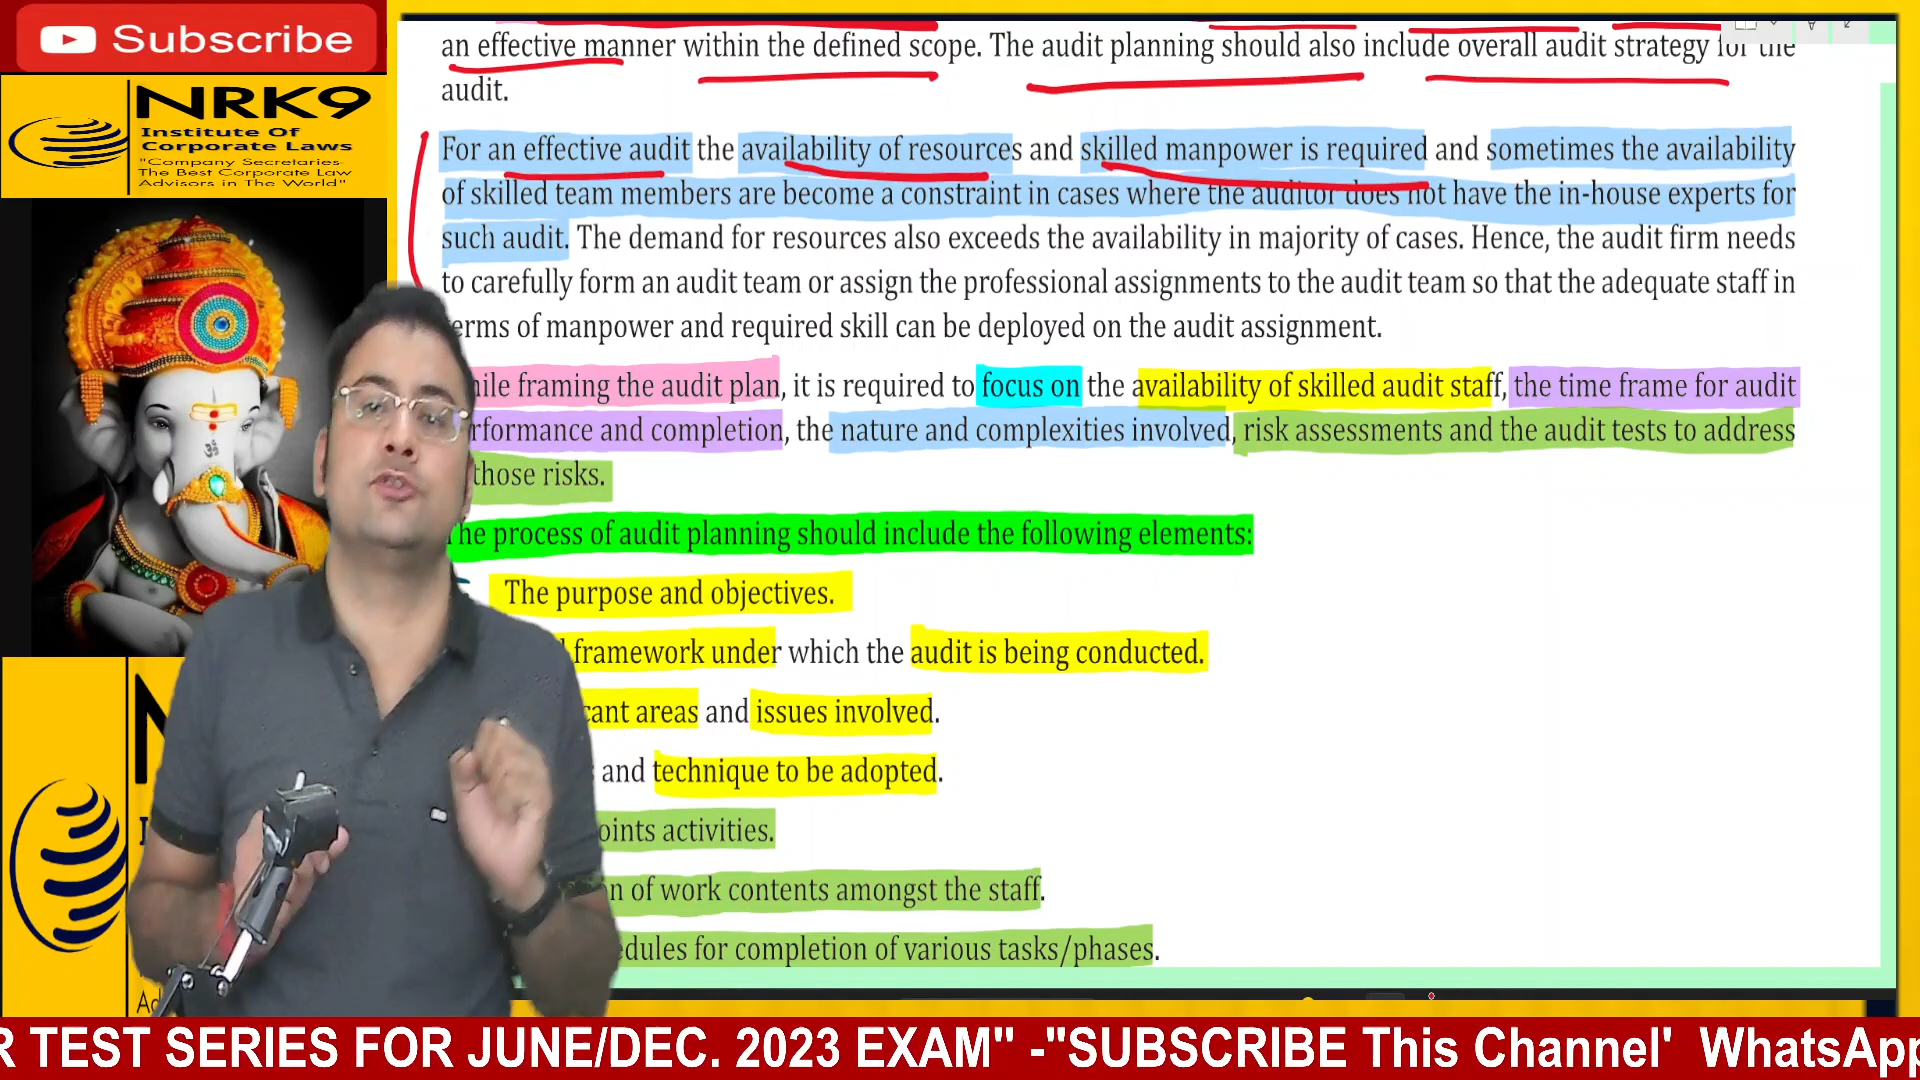 Subscribe
NRK9
Institute Of
Corporate Laws
"Company Secretaries-
The Best Corporate Law
Advisors in The World"
an effective manner within the defined scope. The audit planning should also include overall audit strategy for the
audit.
For an effective audit the availability of resources and skilled manpower is required and sometimes the availability
of skilled team members are become a constraint in cases where the auditor does not have the in-house experts for
such audit. The demand for resources also exceeds the availability in majority of cases. Hence, the audit firm needs
to carefully form an audit team or assign the professional assignments to the audit team so that the adequate staff in
terms of manpower and required skill can be deployed on the audit assignment.
framing the audit plan, it is required to focus on the availability of skilled audit staff, the time frame for audit
and completion, the nature and complexities involved, risk assessments and the audit tests to address
those risks.
The process of audit planning should include the following elements:
The purpose and objectives.
framework under which the audit is being conducted.
areas and issues involved.
and technique to be adopted.
activities.
of work contents amongst the staff.
for completion of various tasks/phases.
R TEST SERIES FOR JUNE/DEC. 2023 EXAM" -"SUBSCRIBE This Channel' WhatsApp